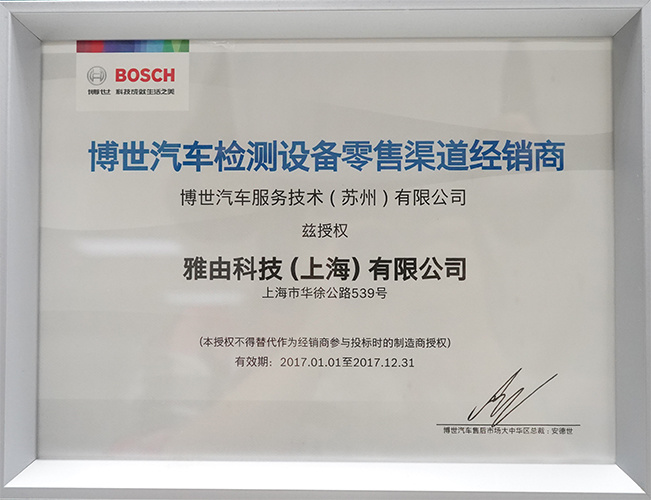 BOSCH
博世 科技成就生活之美
博世汽车检测设备零售渠道经销商
博世汽车服务技术(苏州)有限公司
兹授权
雅由科技(上海)有限公司
上海市华徐公路539号
(本授权不得替代作为经销商参与投标时的制造商授权)
有效期：2017.01.01至2017.12.31
博世汽车售后市场大中华区总裁：安德世